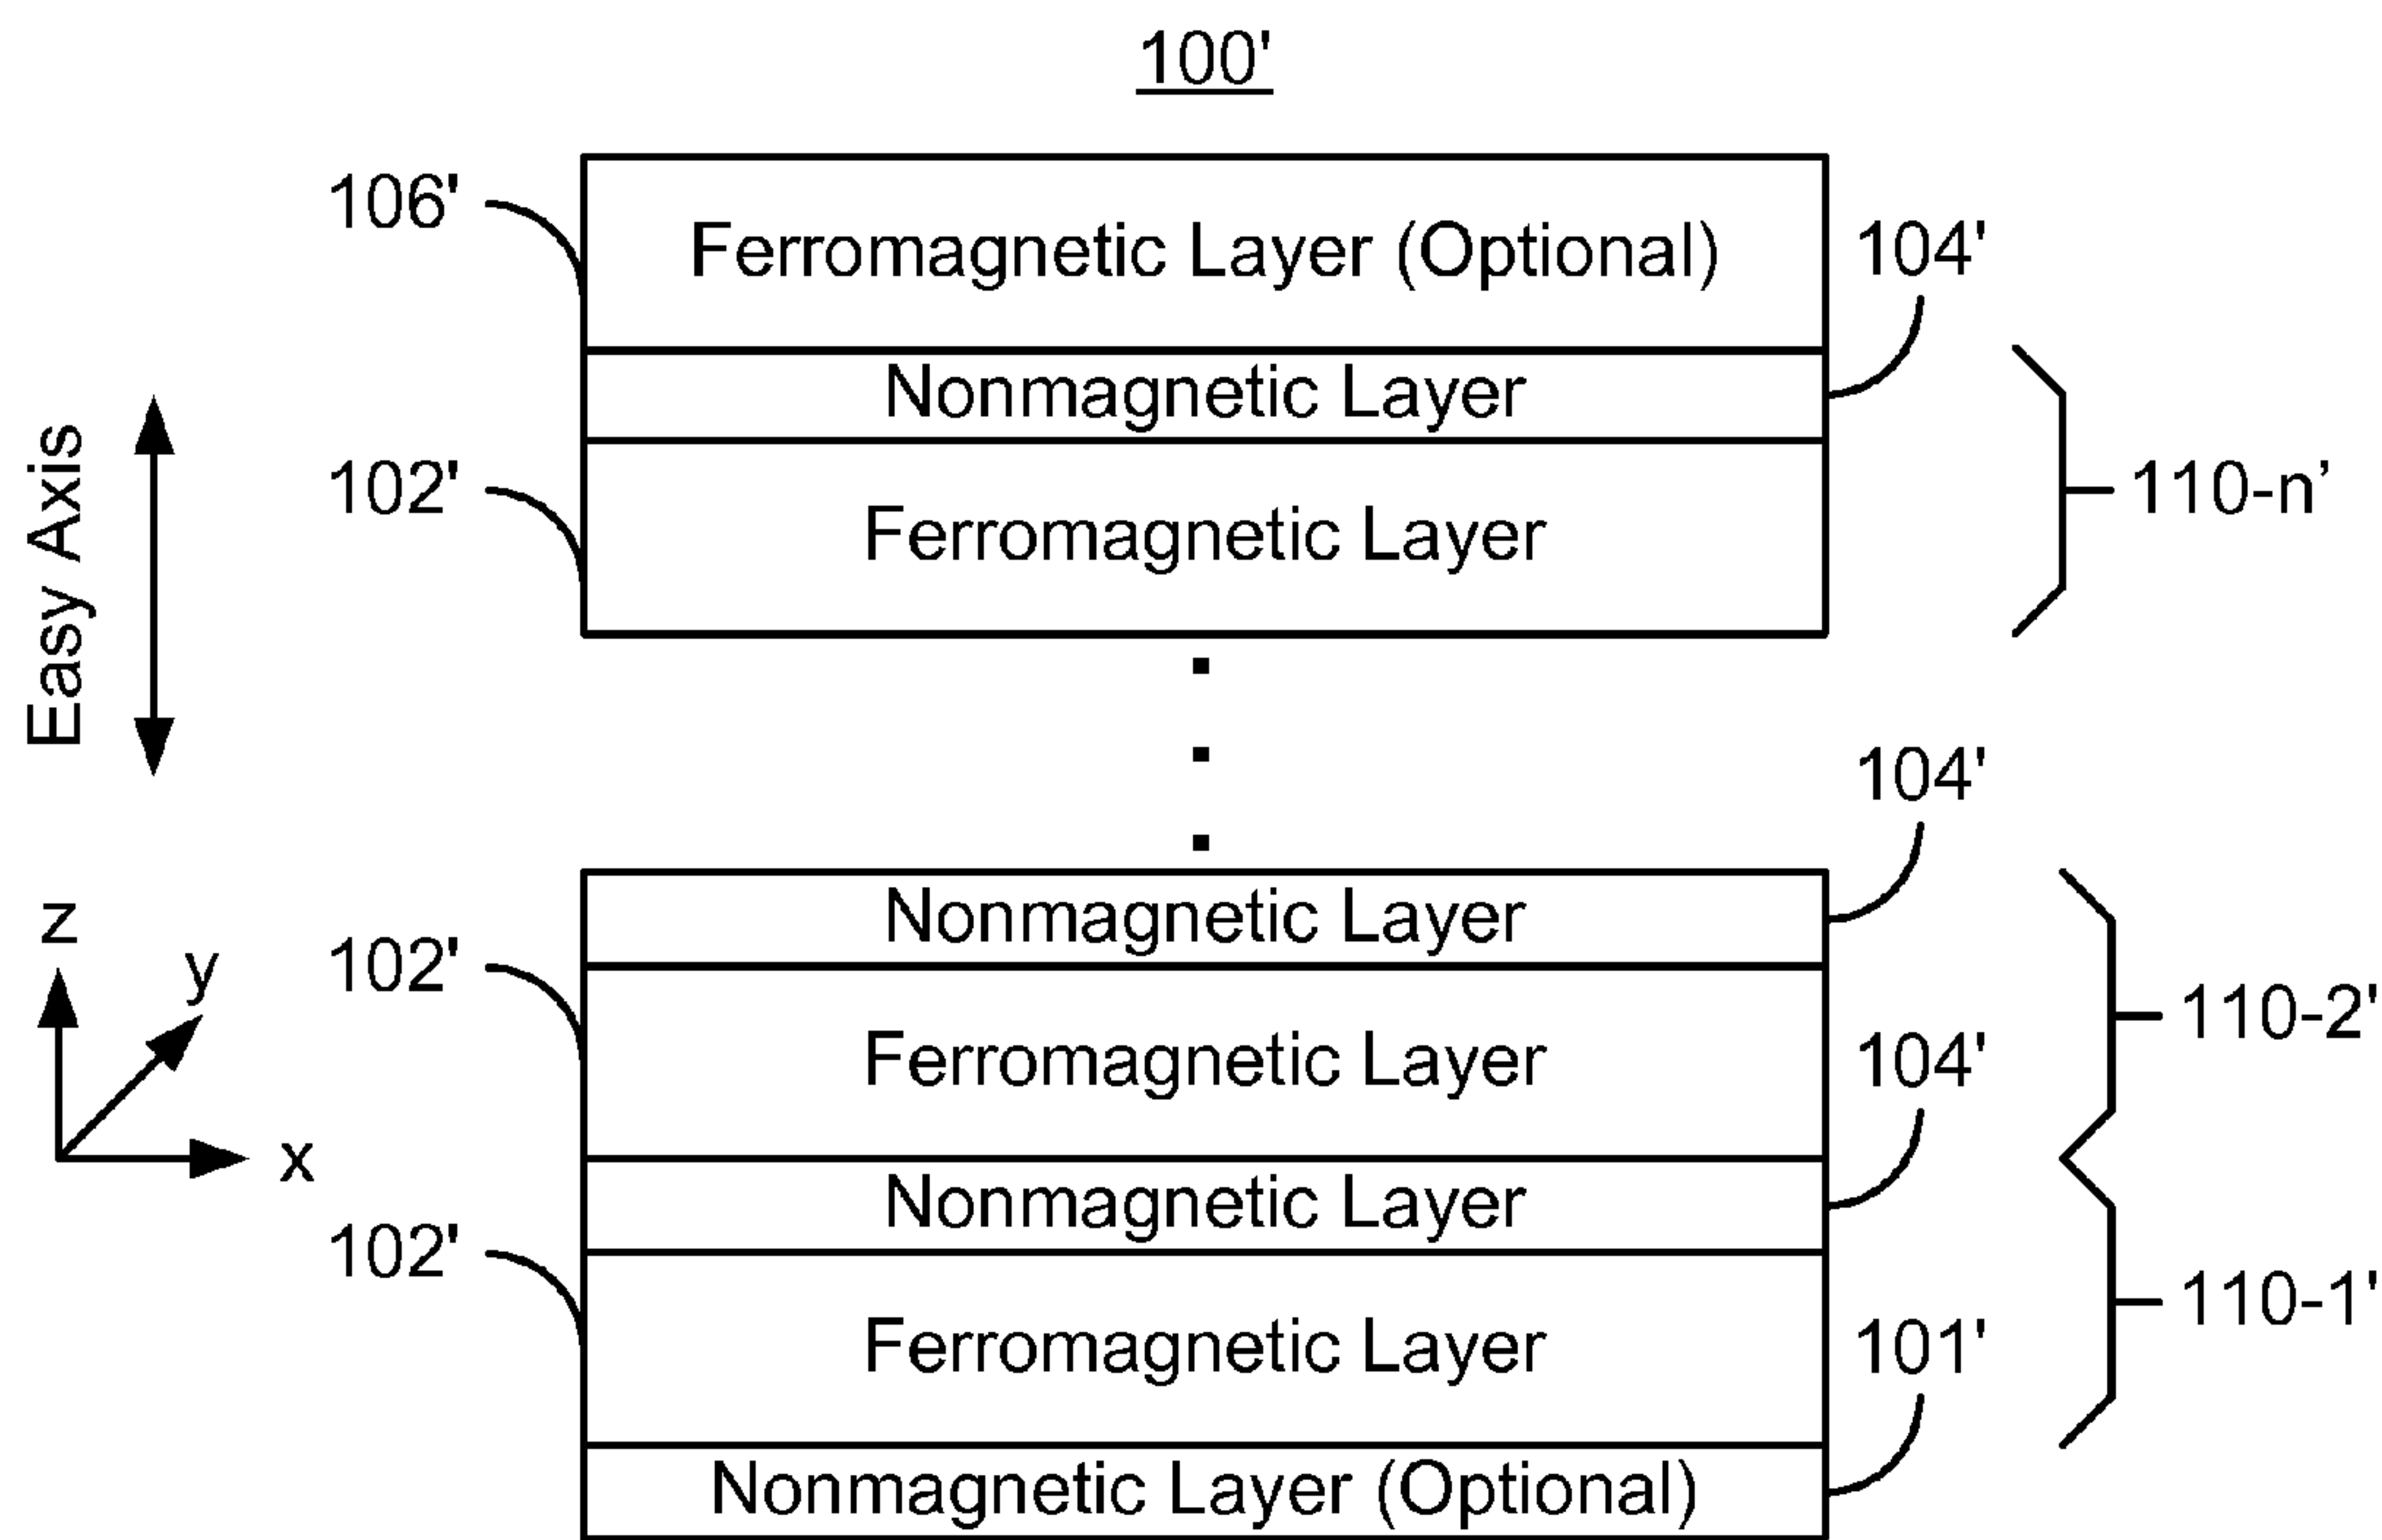 100'
106'
Ferromagnetic Layer (Optional)
104'
Nonmagnetic Layer
102'
Ferromagnetic Layer
110-n’
Easy Axis
104'
Nonmagnetic Layer
102'
Ferromagnetic Layer
110-2'
z
y
x
104'
Nonmagnetic Layer
102'
Ferromagnetic Layer
110-1'
101'
Nonmagnetic Layer (Optional)